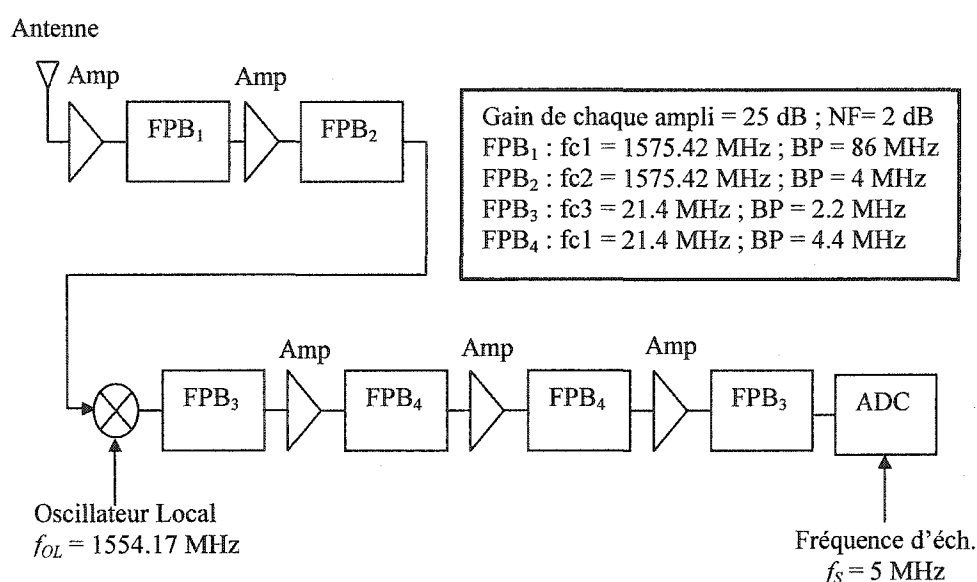 Antenne
Amp
Amp
FPB₁
FPB₂
Gain de chaque ampli = 25 dB ; NF= 2 dB
FPB₁ : fc1 = 1575.42 MHz ; BP = 86 MHz
FPB₂ : fc2 = 1575.42 MHz ; BP = 4 MHz
FPB₃ : fc3 = 21.4 MHz ; BP = 2.2 MHz
FPB₄ : fc1 = 21.4 MHz ; BP = 4.4 MHz
Amp
Amp
Amp
FPB₃
FPB₄
FPB₄
FPB₃
ADC
Oscillateur Local
f_OL = 1554.17 MHz
Fréquence d'éch.
f_S = 5 MHz